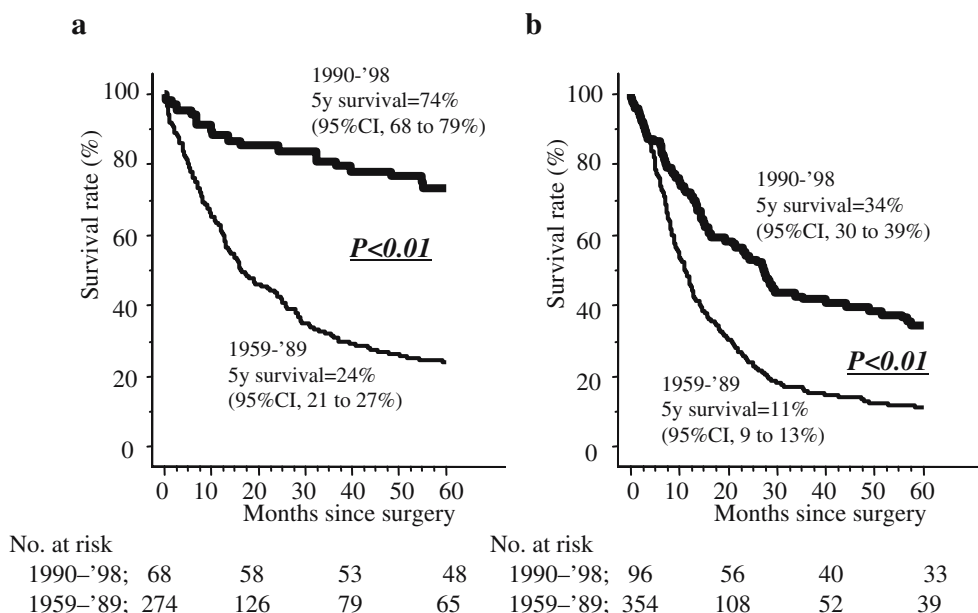 a
100
80
60
40
20
0
Survival rate (%)
1990-'98
5y survival=74%
(95%CI, 68 to 79%)
P<0.01
1959-'89
5y survival=24%
(95%CI, 21 to 27%)
0 10 20 30 40 50 60
Months since surgery
b
100
80
60
40
20
0
Survival rate (%)
1990-'98
5y survival=34%
(95%CI, 30 to 39%)
P<0.01
1959-'89
5y survival=11%
(95%CI, 9 to 13%)
0 10 20 30 40 50 60
Months since surgery
No. at risk
1990–'98; 68 58 53 48
1959–'89; 274 126 79 65
No. at risk
1990–'98; 96 56 40 33
1959–'89; 354 108 52 39